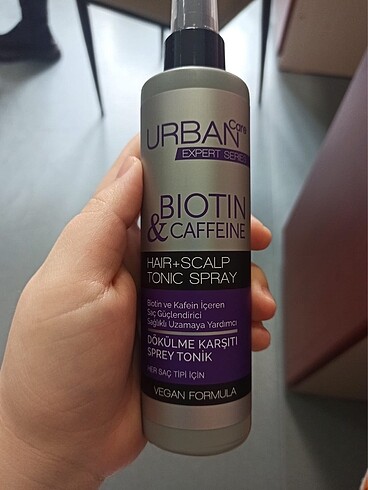 URBAN Care
EXPERT SERIES
BIOTIN
& CAFFEINE
HAIR+SCALP
TONIC SPRAY
Biotin ve Kafein İçeren
Saç Güçlendirici
Sağlıklı Uzamaya Yardımcı
DÖKÜLME KARŞITI
SPREY TONİK
HER SAÇ TİPİ İÇİN
VEGAN FORMULA